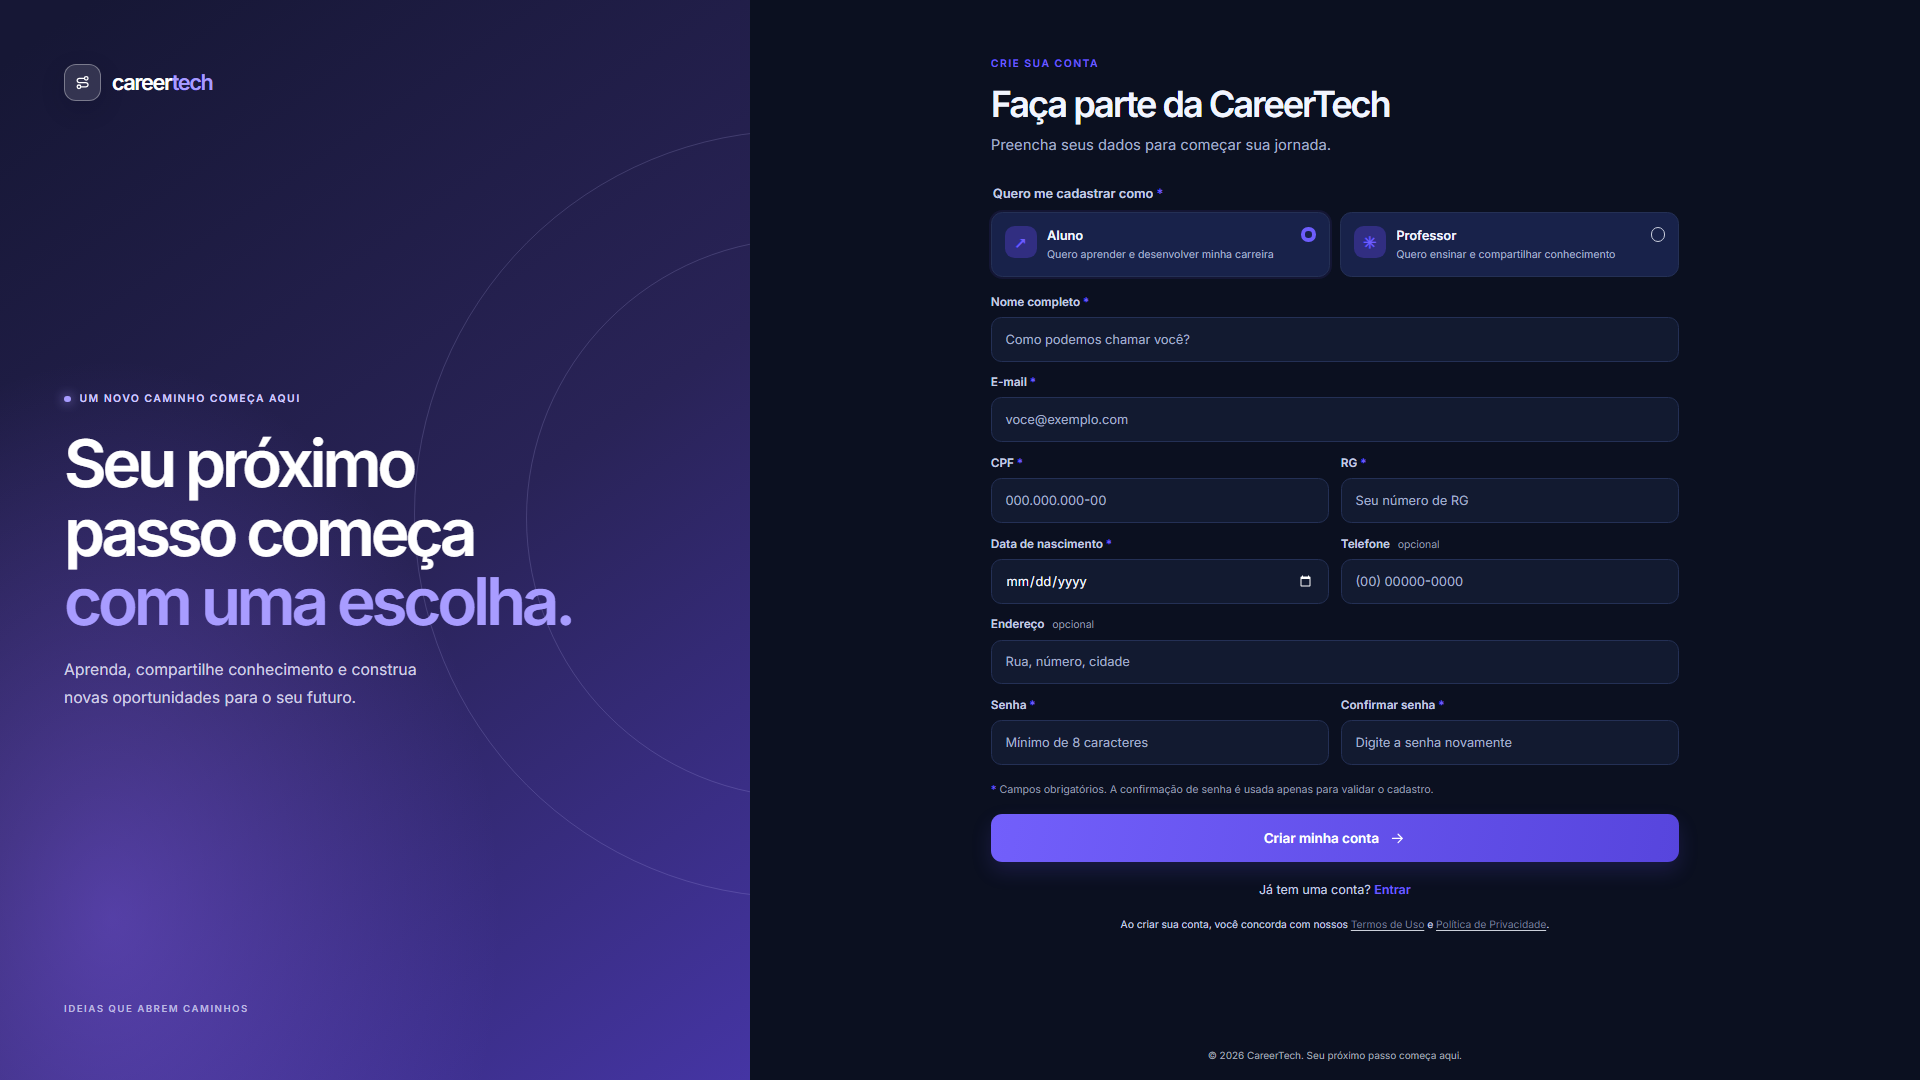 careertech
UM NOVO CAMINHO COMEÇA AQUI
Seu próximo
passo começa
com uma escolha.
Aprenda, compartilhe conhecimento e construa
novas oportunidades para o seu futuro.
IDEIAS QUE ABREM CAMINHOS
CRIE SUA CONTA
Faça parte da CareerTech
Preencha seus dados para começar sua jornada.
Quero me cadastrar como *
Aluno
Quero aprender e desenvolver minha carreira
Professor
Quero ensinar e compartilhar conhecimento
Nome completo *
Como podemos chamar você?
E-mail *
voce@exemplo.com
CPF *
000.000.000-00
RG *
Seu número de RG
Data de nascimento *
mm/dd/yyyy
Telefone opcional
(00) 00000-0000
Endereço opcional
Rua, número, cidade
Senha *
Mínimo de 8 caracteres
Confirmar senha *
Digite a senha novamente
* Campos obrigatórios. A confirmação de senha é usada apenas para validar o cadastro.
Criar minha conta →
Já tem uma conta? Entrar
Ao criar sua conta, você concorda com nossos Termos de Uso e Política de Privacidade.
© 2026 CareerTech. Seu próximo passo começa aqui.